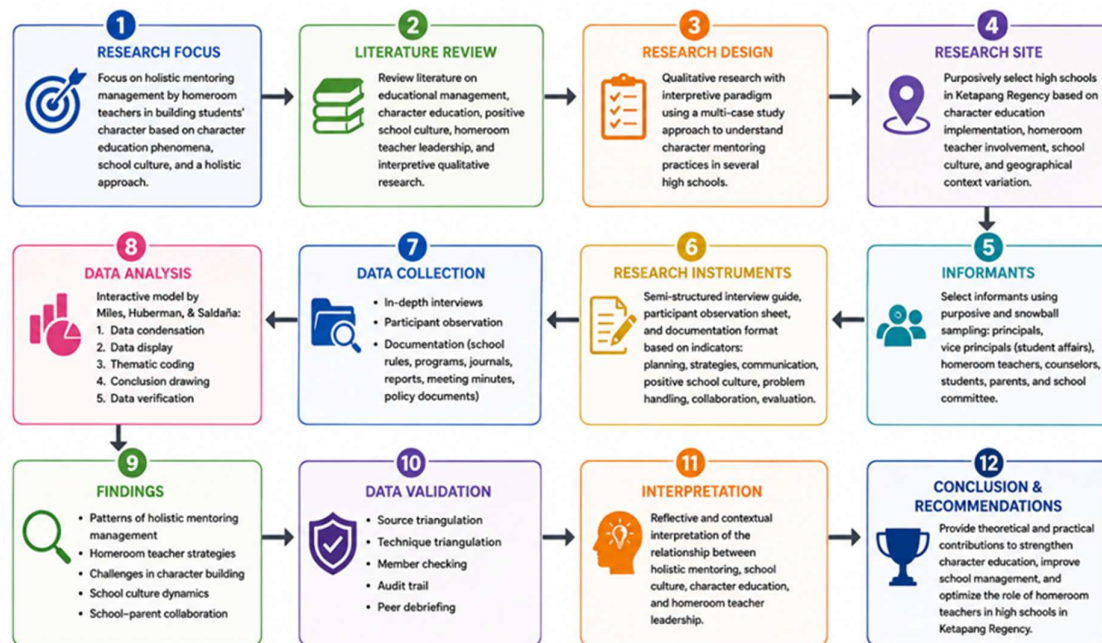 1
RESEARCH FOCUS
Focus on holistic mentoring
management by homeroom
teachers in building students'
character based on character
education phenomena,
school culture, and a holistic
approach.
2
LITERATURE REVIEW
Review literature on
educational management,
character education, positive
school culture, homeroom
teacher leadership, and
interpretive qualitative
research.
3
RESEARCH DESIGN
Qualitative research with
interpretive paradigm
using a multi-case study
approach to understand
character mentoring
practices in several
high schools.
4
RESEARCH SITE
Purposively select high schools
in Ketapang Regency based on
character education
implementation, homeroom
teacher involvement, school
culture, and geographical
context variation.
5
INFORMANTS
Select informants using
purposive and snowball
sampling: principals,
vice principals (student affairs),
homeroom teachers, counselors,
students, parents, and school
committee.
6
RESEARCH INSTRUMENTS
Semi-structured interview guide,
participant observation sheet,
and documentation format
based on indicators:
planning, strategies, communication,
positive school culture, problem
handling, collaboration, evaluation.
7
DATA COLLECTION
• In-depth interviews
• Participant observation
• Documentation (school
rules, programs, journals,
reports, meeting minutes,
policy documents)
8
DATA ANALYSIS
Interactive model by
Miles, Huberman, & Saldaña:
1. Data condensation
2. Data display
3. Thematic coding
4. Conclusion drawing
5. Data verification
9
FINDINGS
• Patterns of holistic mentoring
management
• Homeroom teacher strategies
• Challenges in character building
• School culture dynamics
• School–parent collaboration
10
DATA VALIDATION
• Source triangulation
• Technique triangulation
• Member checking
• Audit trail
• Peer debriefing
11
INTERPRETATION
Reflective and contextual
interpretation of the
relationship between
holistic mentoring, school
culture, character education,
and homeroom teacher
leadership.
12
CONCLUSION &
RECOMMENDATIONS
Provide theoretical and practical
contributions to strengthen
character education, improve
school management, and
optimize the role of homeroom
teachers in high schools in
Ketapang Regency.